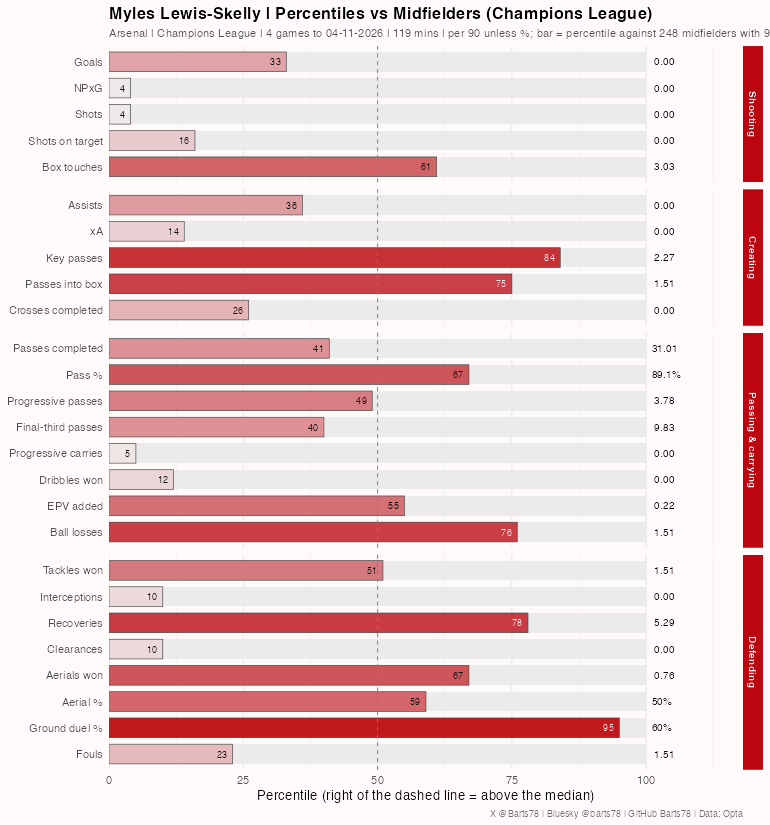 Myles Lewis-Skelly | Percentiles vs Midfielders (Champions League)
Arsenal | Champions League | 4 games to 04-11-2026 | 119 mins | per 90 unless %; bar = percentile against 248 midfielders with 9
Goals 33 0.00
NPxG 4 0.00
Shots 4 0.00
Shots on target 16 0.00
Box touches 61 3.03
Shooting
Assists 36 0.00
xA 14 0.00
Key passes 84 2.27
Passes into box 75 1.51
Crosses completed 26 0.00
Creating
Passes completed 41 31.01
Pass % 67 89.1%
Progressive passes 49 3.78
Final-third passes 40 9.83
Progressive carries 5 0.00
Dribbles won 12 0.00
EPV added 55 0.22
Ball losses 76 1.51
Passing & carrying
Tackles won 51 1.51
Interceptions 10 0.00
Recoveries 78 5.29
Clearances 10 0.00
Aerials won 67 0.76
Aerial % 59 50%
Ground duel % 95 60%
Fouls 23 1.51
Defending
0 25 50 75 100
Percentile (right of the dashed line = above the median)
X @Barts78 | Bluesky @barts78 | GitHub Barts78 | Data: Opta